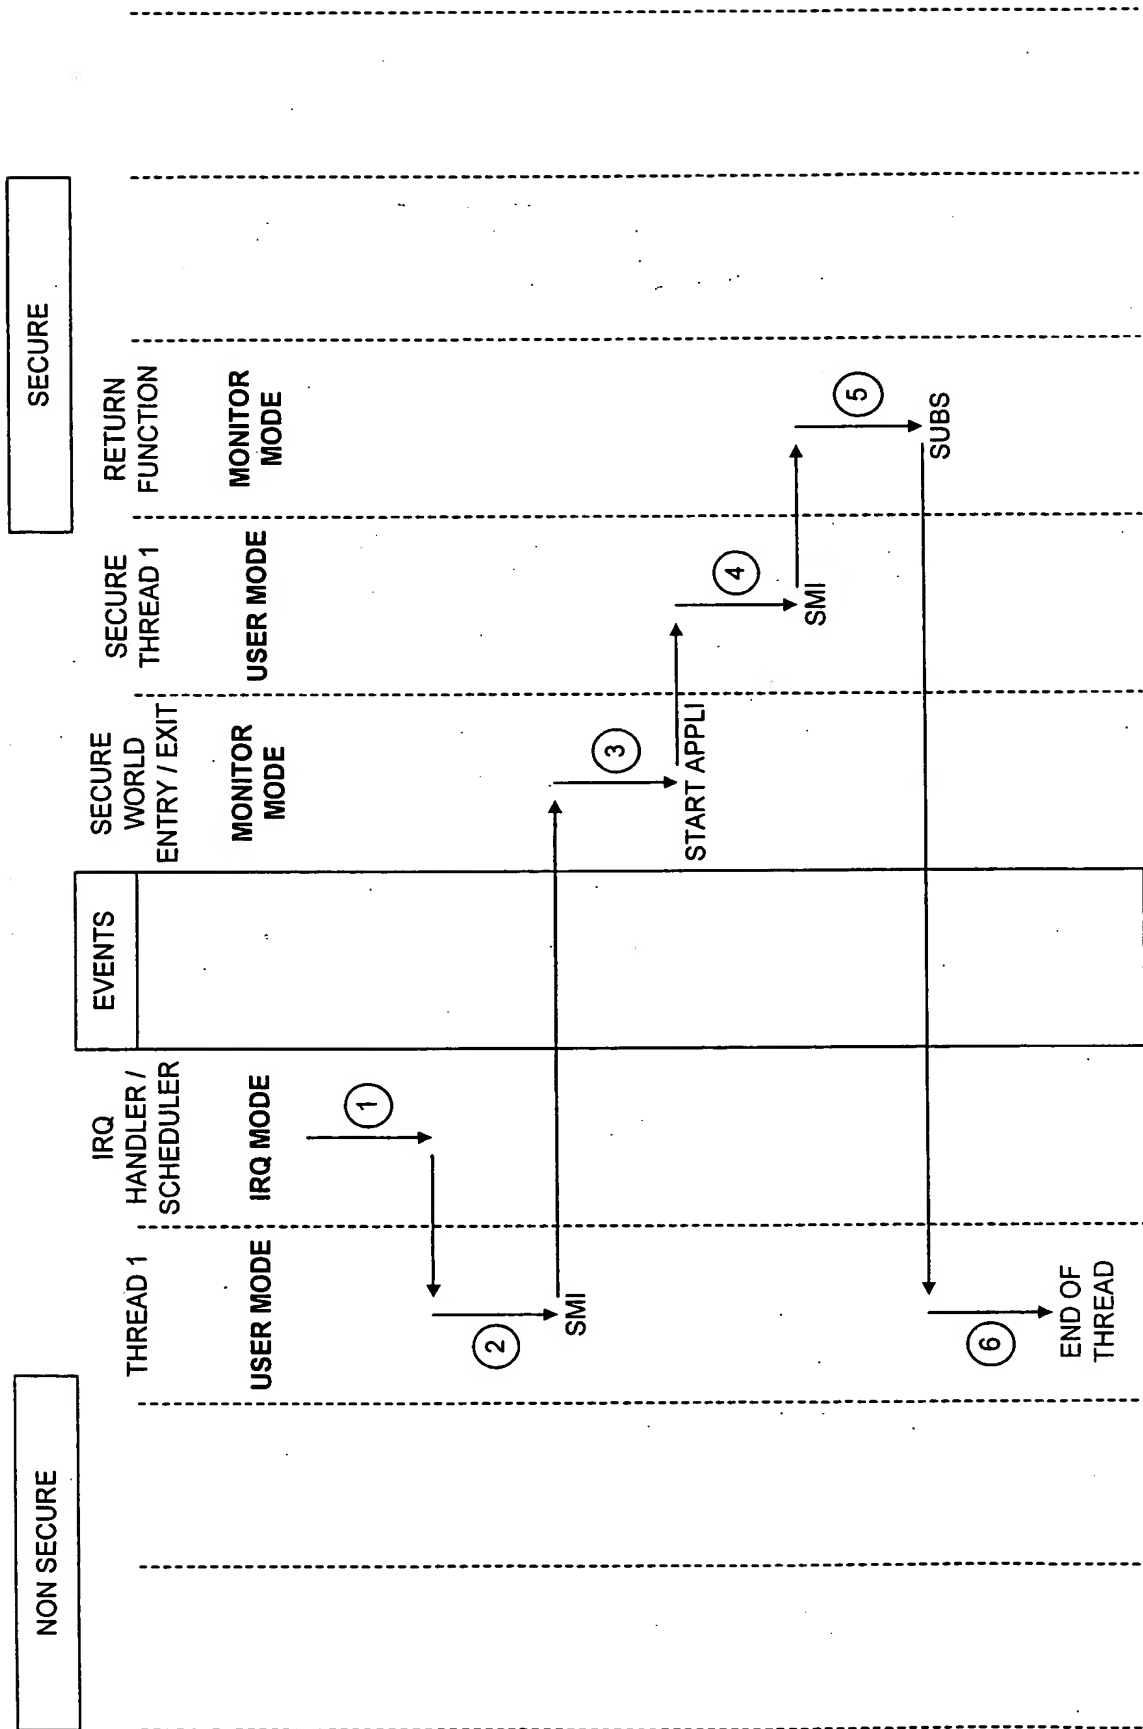 NON SECURE
SECURE
EVENTS
THREAD 1
USER MODE
IRQ
HANDLER /
SCHEDULER
IRQ MODE
SECURE
WORLD
ENTRY / EXIT
MONITOR
MODE
SECURE
THREAD 1
USER MODE
RETURN
FUNCTION
MONITOR
MODE
1
2
SMI
3
START APPLI
4
SMI
5
SUBS
6
END OF
THREAD